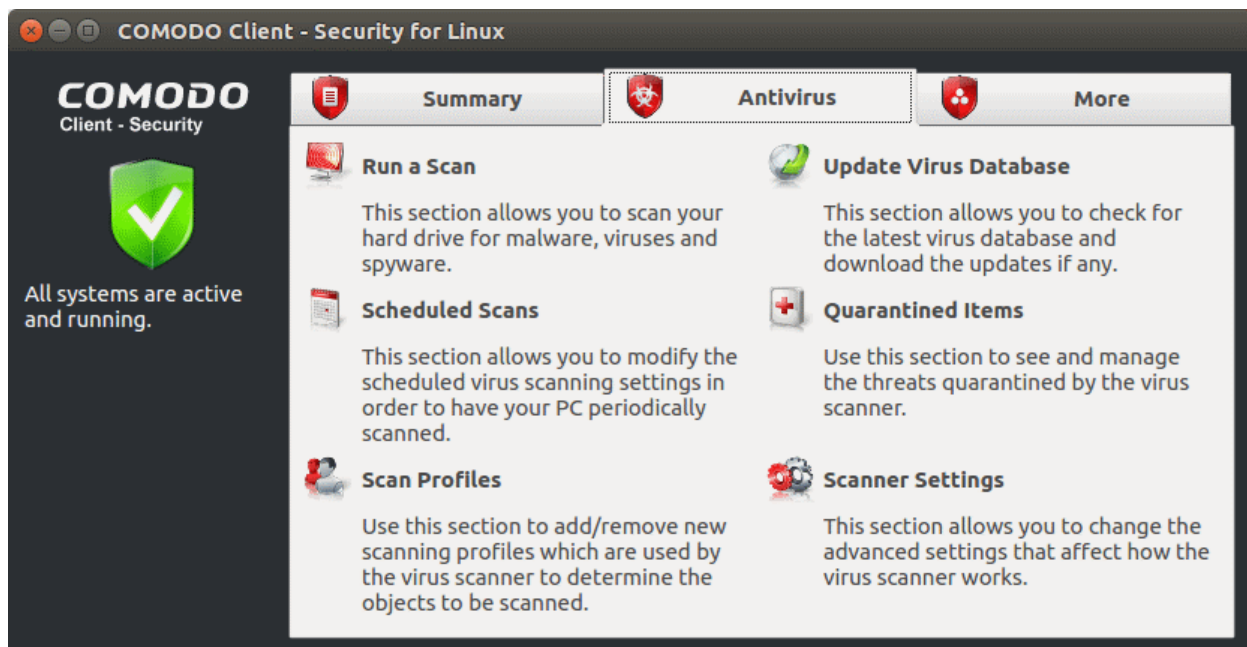 COMODO Client - Security for Linux
COMODO
Client - Security
All systems are active
and running.
Summary
Antivirus
More
Run a Scan
This section allows you to scan your
hard drive for malware, viruses and
spyware.
Update Virus Database
This section allows you to check for
the latest virus database and
download the updates if any.
Scheduled Scans
This section allows you to modify the
scheduled virus scanning settings in
order to have your PC periodically
scanned.
Quarantined Items
Use this section to see and manage
the threats quarantined by the virus
scanner.
Scan Profiles
Use this section to add/remove new
scanning profiles which are used by
the virus scanner to determine the
objects to be scanned.
Scanner Settings
This section allows you to change the
advanced settings that affect how the
virus scanner works.